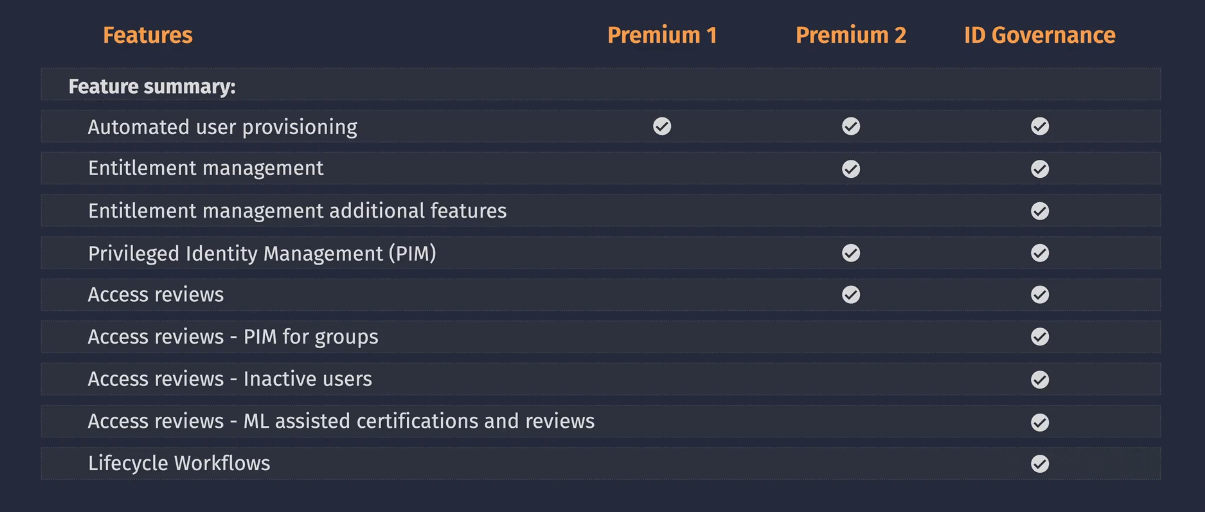 Features Premium 1 Premium 2 ID Governance
Feature summary:
Automated user provisioning
Entitlement management
Entitlement management additional features
Privileged Identity Management (PIM)
Access reviews
Access reviews - PIM for groups
Access reviews - Inactive users
Access reviews - ML assisted certifications and reviews
Lifecycle Workflows